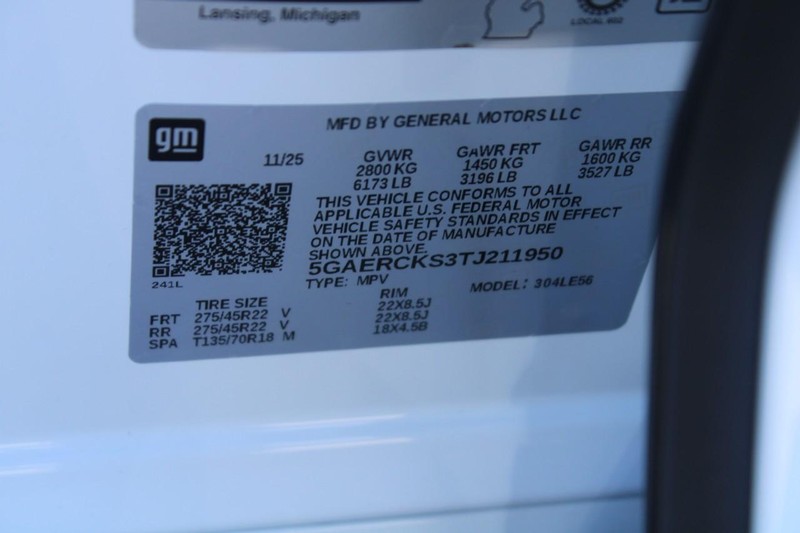 Lansing, Michigan
LOCAL 602
gm
MFD BY GENERAL MOTORS LLC
11/25
GVWR GAWR FRT GAWR RR
2800 KG 1450 KG 1600 KG
6173 LB 3196 LB 3527 LB
THIS VEHICLE CONFORMS TO ALL
APPLICABLE U.S. FEDERAL MOTOR
VEHICLE SAFETY STANDARDS IN EFFECT
ON THE DATE OF MANUFACTURE
SHOWN ABOVE.
5GAERCKS3TJ211950
TYPE: MPV MODEL: 304LE56
241L
TIRE SIZE RIM
FRT 275/45R22 V 22X8.5J
RR 275/45R22 V 22X8.5J
SPA T135/70R18 M 18X4.5B